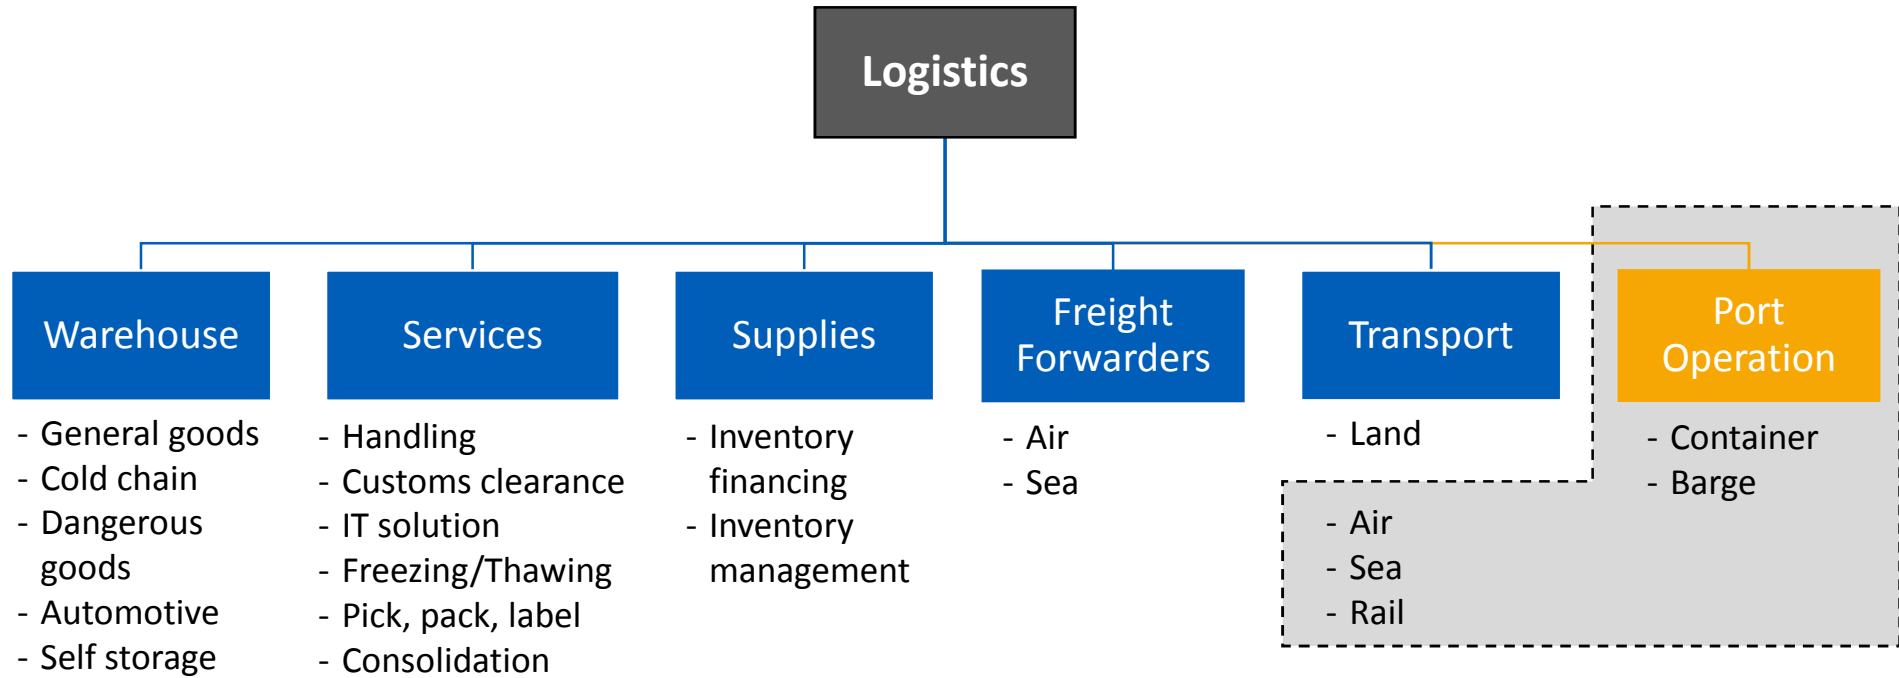 Logistics
Warehouse
- General goods
- Cold chain
- Dangerous
goods
- Automotive
- Self storage
Services
- Handling
- Customs clearance
- IT solution
- Freezing/Thawing
- Pick, pack, label
- Consolidation
Supplies
- Inventory
financing
- Inventory
management
Freight
Forwarders
- Air
- Sea
Transport
- Land
- Air
- Sea
- Rail
Port
Operation
- Container
- Barge